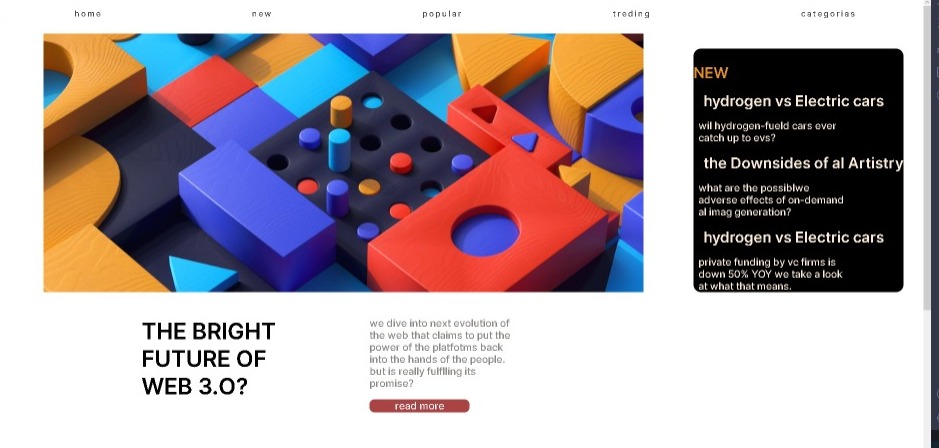 home new popular treding categorias
NEW
hydrogen vs Electric cars
wil hydrogen-fueld cars ever
catch up to evs?
the Downsides of al Artistry
what are the possiblwe
adverse effects of on-demand
al imag generation?
hydrogen vs Electric cars
private funding by vc firms is
down 50% YOY we take a look
at what that means.
THE BRIGHT
FUTURE OF
WEB 3.0?
we dive into next evolution of
the web that claims to put the
power of the platfotms back
into the hands of the people.
but is really fulflling its
promise?
read more